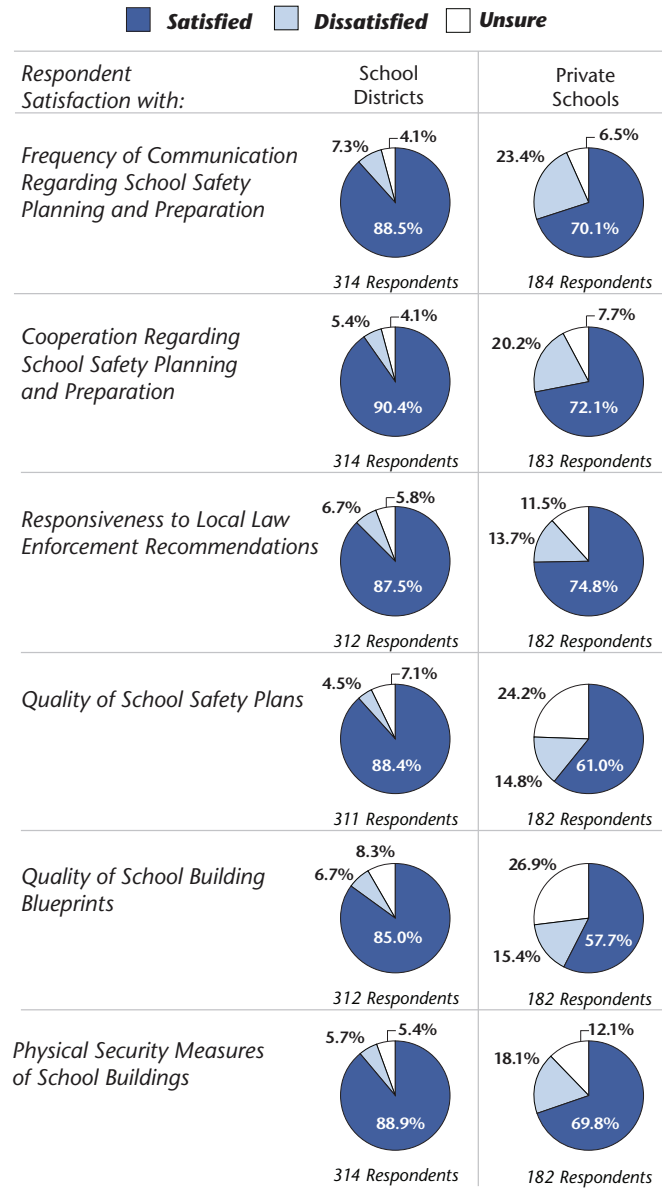 Satisfied Dissatisfied Unsure
Respondent
Satisfaction with:
School
Districts
Private
Schools
Frequency of Communication
Regarding School Safety
Planning and Preparation
7.3% 4.1%
88.5%
314 Respondents
6.5%
23.4%
70.1%
184 Respondents
Cooperation Regarding
School Safety Planning
and Preparation
5.4% 4.1%
90.4%
314 Respondents
7.7%
20.2%
72.1%
183 Respondents
Responsiveness to Local Law
Enforcement Recommendations
6.7% 5.8%
87.5%
312 Respondents
11.5%
13.7%
74.8%
182 Respondents
Quality of School Safety Plans
4.5% 7.1%
88.4%
311 Respondents
24.2%
14.8%
61.0%
182 Respondents
Quality of School Building
Blueprints
8.3%
6.7%
85.0%
312 Respondents
26.9%
15.4%
57.7%
182 Respondents
Physical Security Measures
of School Buildings
5.7% 5.4%
88.9%
314 Respondents
12.1%
18.1%
69.8%
182 Respondents